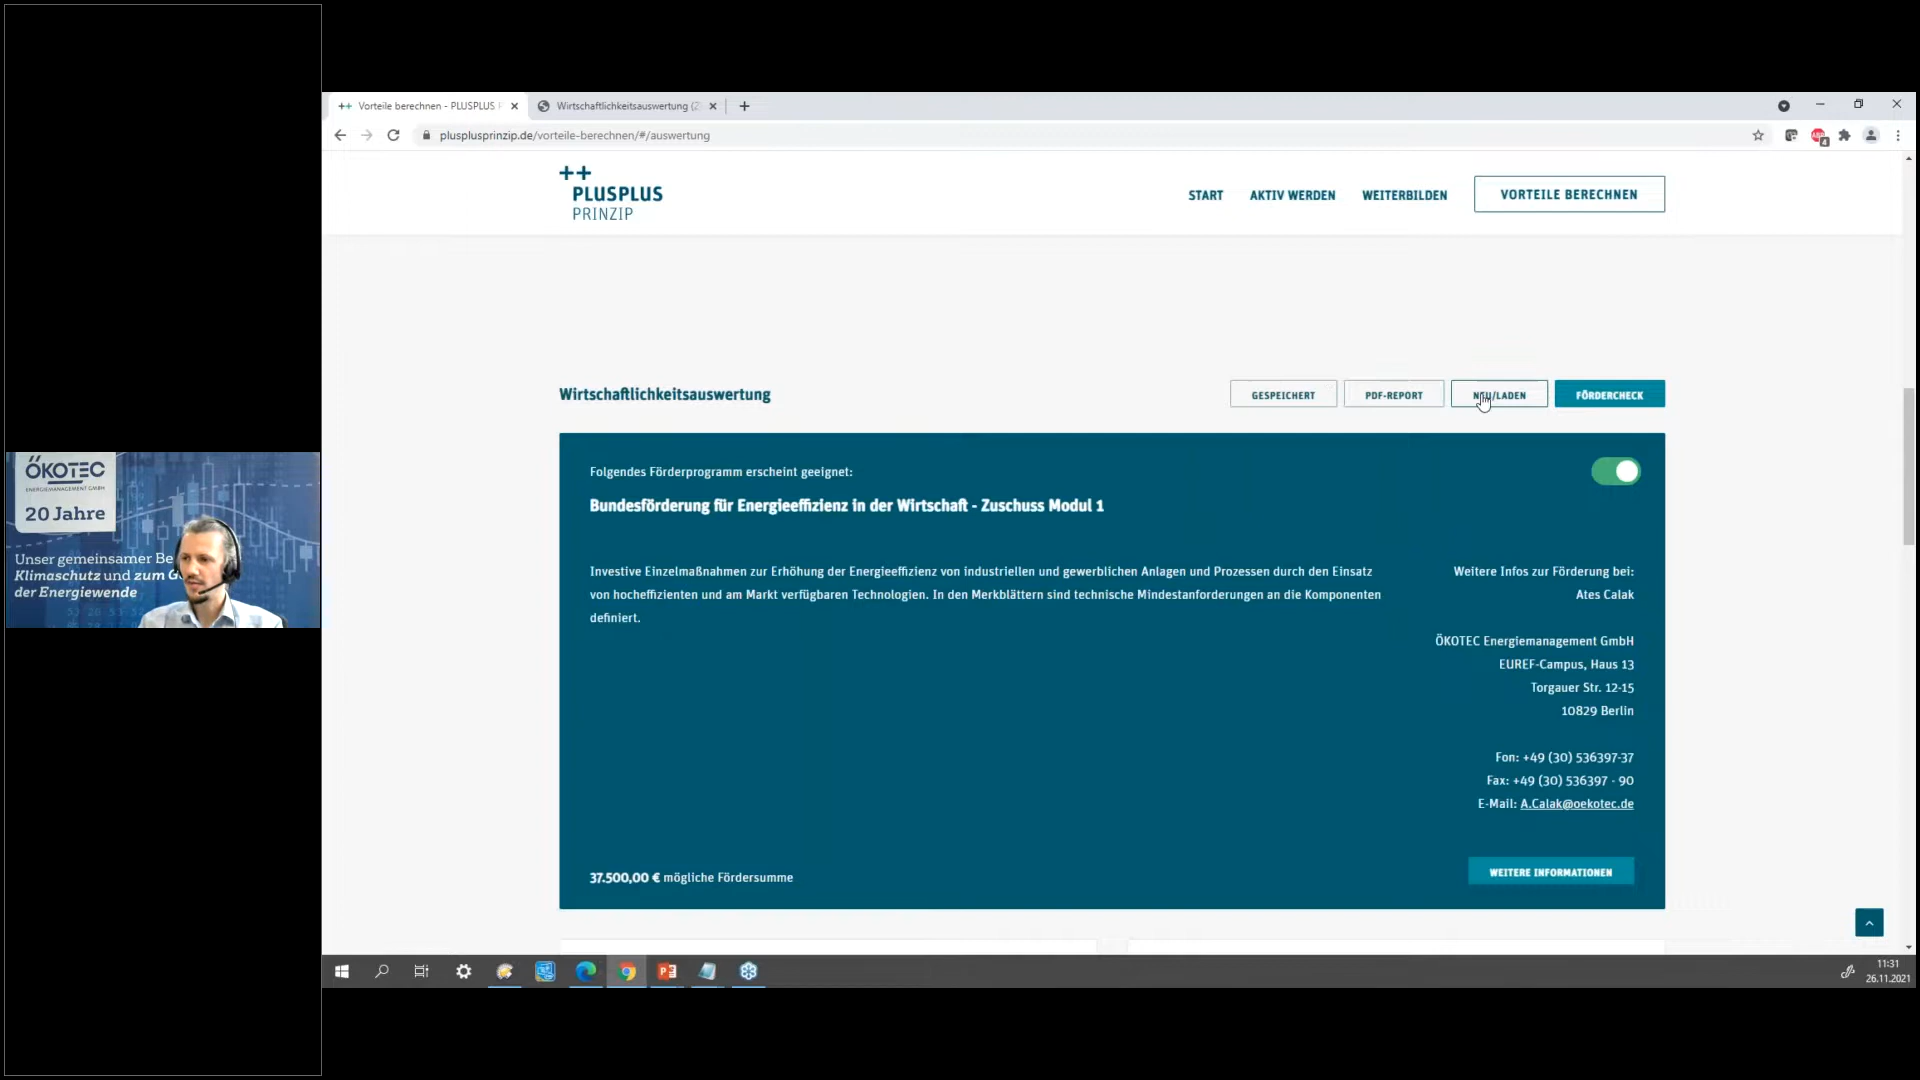 ÖKOTEC
ENERGIEMANAGEMENT GMBH
20 Jahre
Unser gemeinsamer Be
Klimaschutz und zum G
der Energiewende
Vorteile berechnen - PLUSPLUS
Wirtschaftlichkeitsauswertung (2
plusplusprinzip.de/vorteile-berechnen/#/auswertung
4
++
PLUSPLUS
PRINZIP
START
AKTIV WERDEN
WEITERBILDEN
VORTEILE BERECHNEN
Wirtschaftlichkeitsauswertung
GESPEICHERT
PDF-REPORT
NEU/LADEN
FÖRDERCHECK
Folgendes Förderprogramm erscheint geeignet:
Bundesförderung für Energieeffizienz in der Wirtschaft - Zuschuss Modul 1
Investive Einzelmaßnahmen zur Erhöhung der Energieeffizienz von industriellen und gewerblichen Anlagen und Prozessen durch den Einsatz
von hocheffizienten und am Markt verfügbaren Technologien. In den Merkblättern sind technische Mindestanforderungen an die Komponenten
definiert.
Weitere Infos zur Förderung bei:
Ates Calak
ÖKOTEC Energiemanagement GmbH
EUREF-Campus, Haus 13
Torgauer Str. 12-15
10829 Berlin
Fon: +49 (30) 536397-37
Fax: +49 (30) 536397 - 90
E-Mail: A.Calak@oekotec.de
37.500,00 € mögliche Fördersumme
WEITERE INFORMATIONEN
11:31
26.11.2021